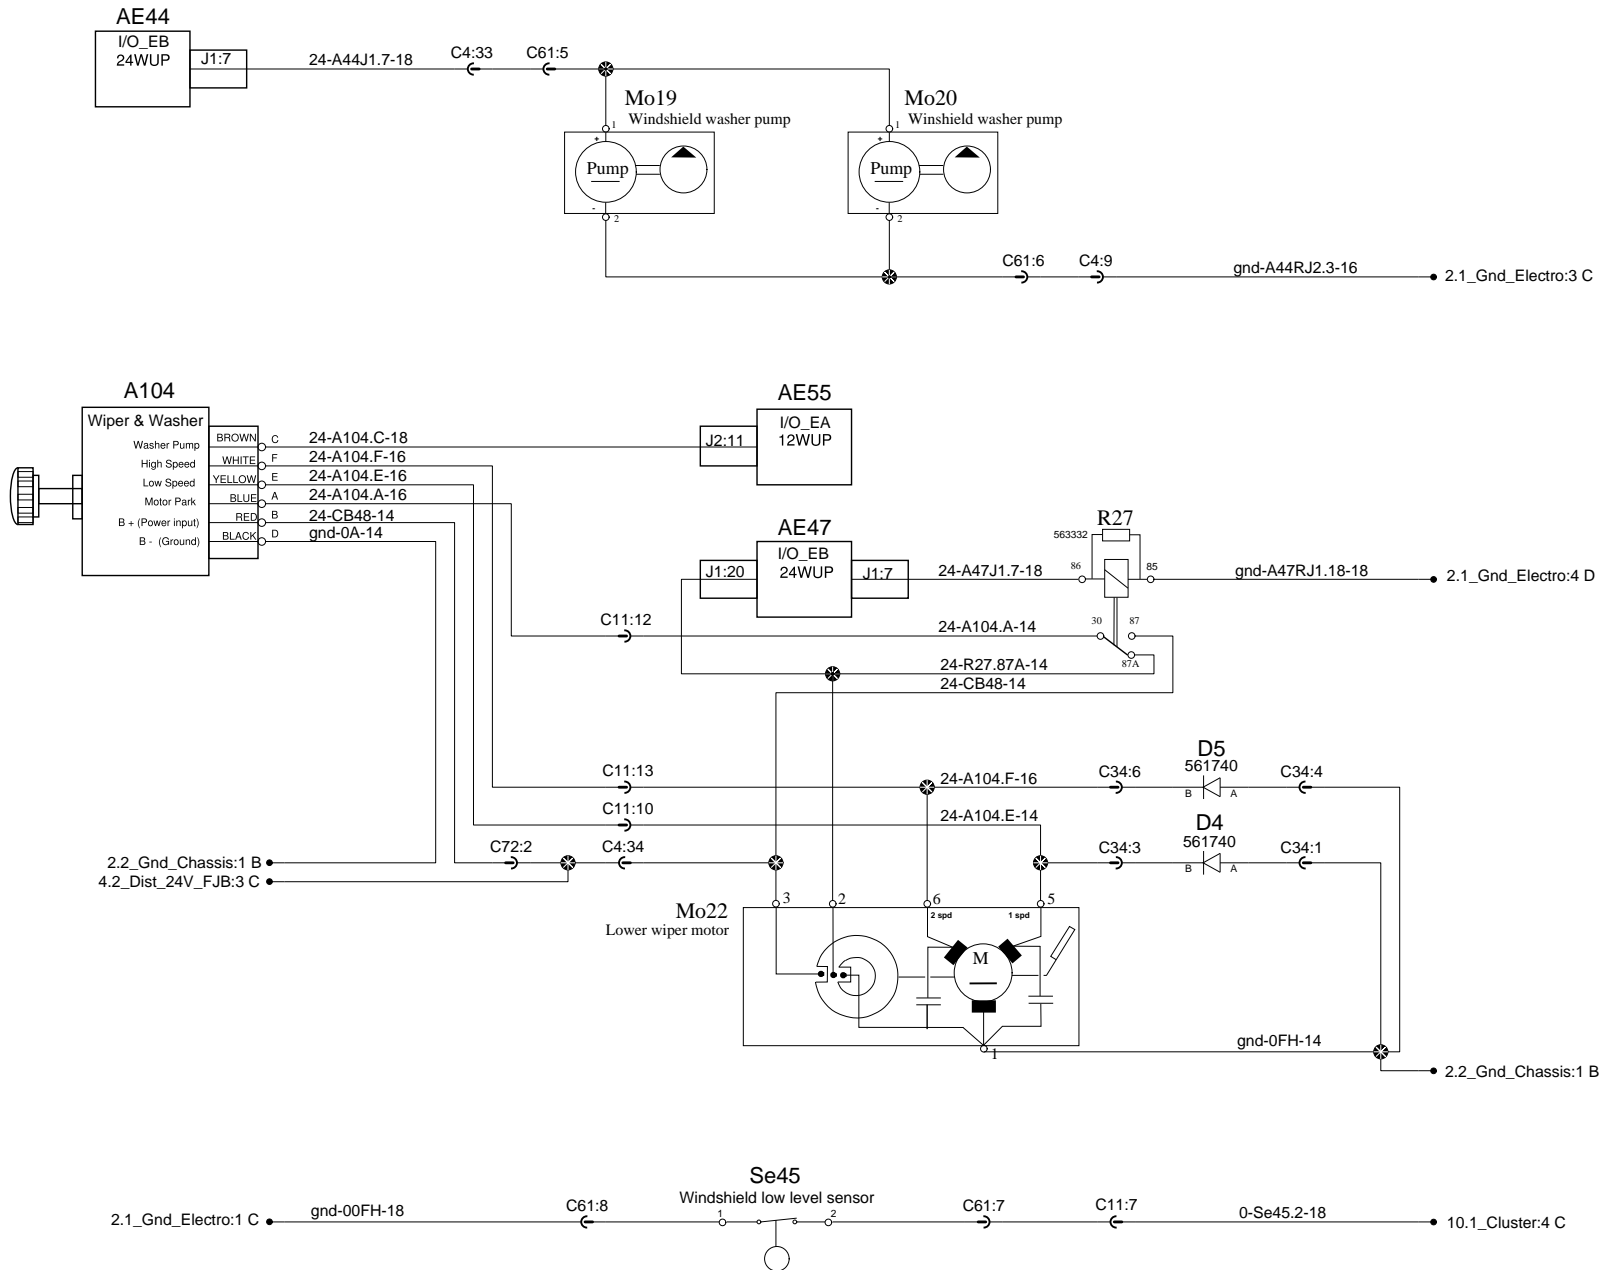 AE44
I/O_EB
24WUP
J1:7
24-A44J1.7-18
C4:33
C61:5
Mo19
Windshield washer pump
Mo20
Winshield washer pump
1
+
Pump
-
2
1
+
Pump
-
2
C61:6
C4:9
gnd-A44RJ2.3-16
2.1_Gnd_Electro:3 C
A104
Wiper & Washer
Washer Pump
BROWN
C
24-A104.C-18
High Speed
WHITE
F
24-A104.F-16
Low Speed
YELLOW
E
24-A104.E-16
Motor Park
BLUE
A
24-A104.A-16
B + (Power input)
RED
B
24-CB48-14
B - (Ground)
BLACK
D
gnd-0A-14
AE55
I/O_EA
12WUP
J2:11
AE47
I/O_EB
24WUP
J1:20
J1:7
24-A47J1.7-18
R27
563332
86
85
gnd-A47RJ1.18-18
2.1_Gnd_Electro:4 D
C11:12
24-A104.A-14
30
87
87A
24-R27.87A-14
24-CB48-14
C11:13
24-A104.F-16
C34:6
D5
561740
B
A
C34:4
C11:10
24-A104.E-14
2.2_Gnd_Chassis:1 B
4.2_Dist_24V_FJB:3 C
C72:2
C4:34
C34:3
D4
561740
B
A
C34:1
Mo22
Lower wiper motor
3
2
6
5
2 spd
1 spd
M
1
gnd-0FH-14
2.2_Gnd_Chassis:1 B
Se45
Windshield low level sensor
2.1_Gnd_Electro:1 C
gnd-00FH-18
C61:8
1
2
C61:7
C11:7
0-Se45.2-18
10.1_Cluster:4 C